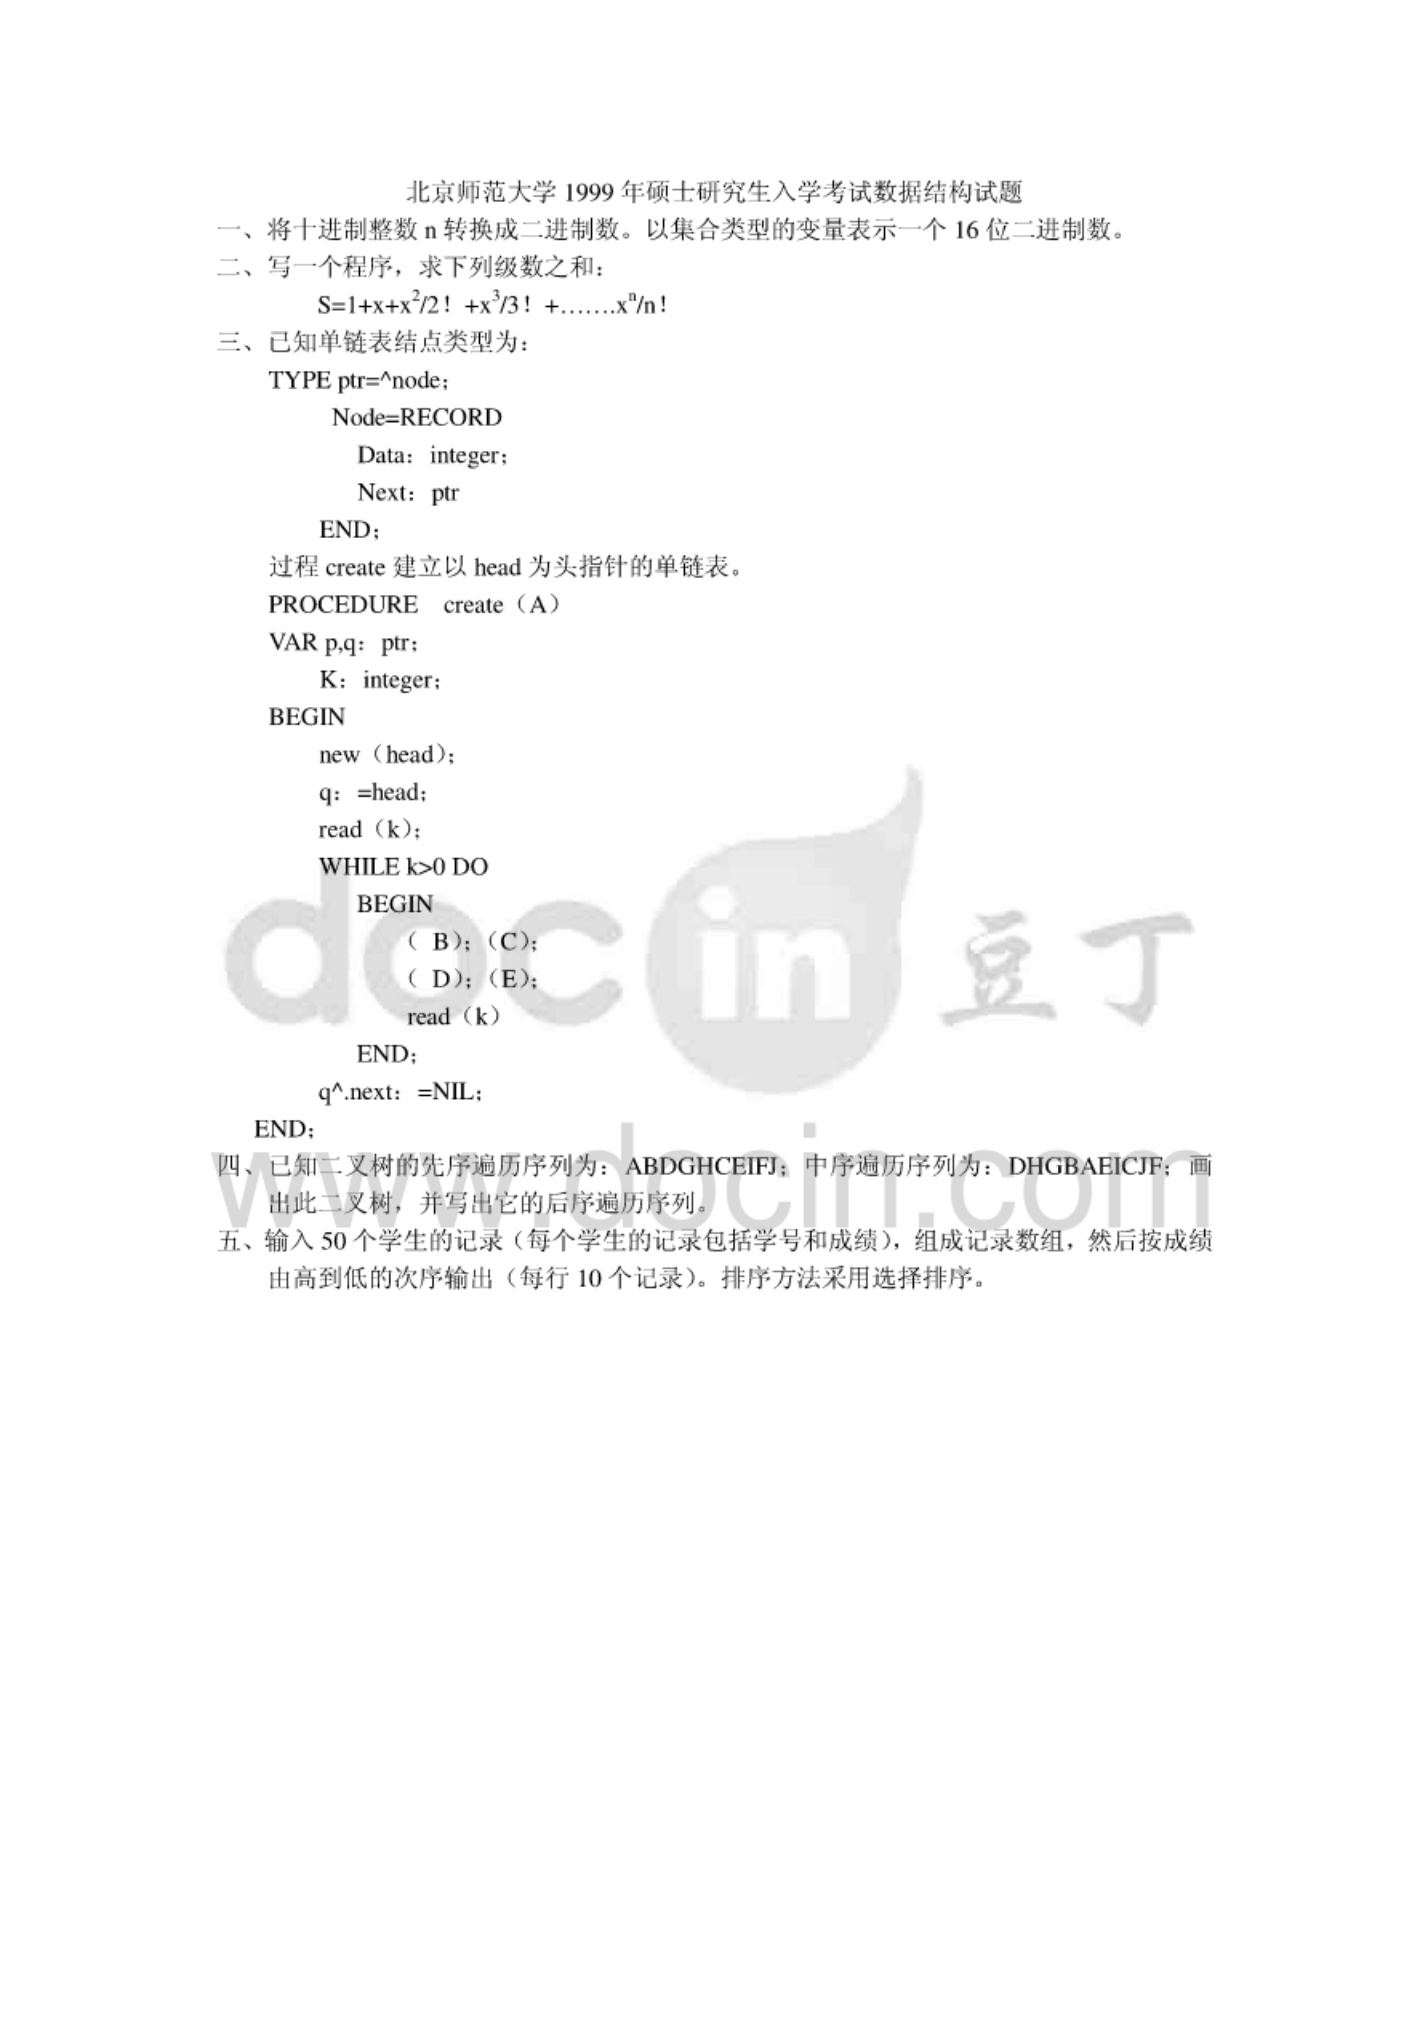 北京师范大学 1999 年硕士研究生入学考试数据结构试题
一、将十进制整数 n 转换成二进制数。以集合类型的变量表示一个 16 位二进制数。
二、写一个程序，求下列级数之和：
S=1+x+x²/2！+x³/3！+…….xⁿ/n！
三、已知单链表结点类型为：
TYPE ptr=^node；
Node=RECORD
Data：integer；
Next：ptr
END；
过程 create 建立以 head 为头指针的单链表。
PROCEDURE create（A）
VAR p,q：ptr；
K：integer；
BEGIN
new（head）；
q：=head；
read（k）；
WHILE k>0 DO
BEGIN
（ B）；（C）；
（ D）；（E）；
read（k）
END；
q^.next：=NIL；
END；
四、已知二叉树的先序遍历序列为：ABDGHCEIFJ；中序遍历序列为：DHGBAEICJF；画
出此二叉树，并写出它的后序遍历序列。
五、输入 50 个学生的记录（每个学生的记录包括学号和成绩），组成记录数组，然后按成绩
由高到低的次序输出（每行 10 个记录）。排序方法采用选择排序。
docin 豆丁
www.docin.com